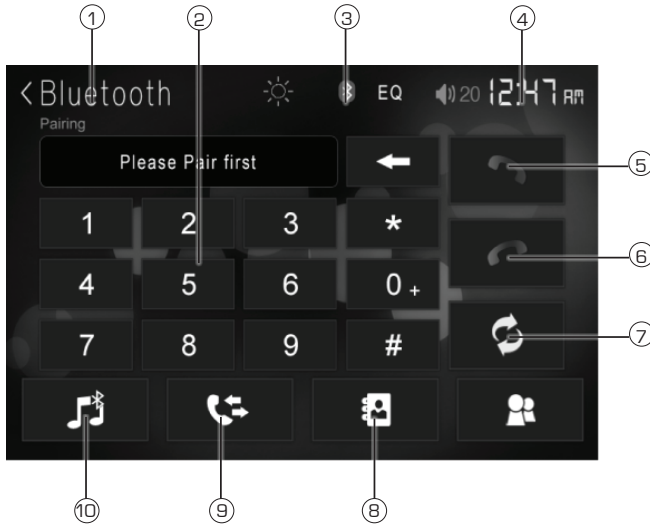 ① ② ③ ④
<Bluetooth EQ 20 12:47 AM
Pairing
Please Pair first
⑤
1 2 3 *
⑥
4 5 6 0 +
7 8 9 #
⑦
⑩ ⑨ ⑧